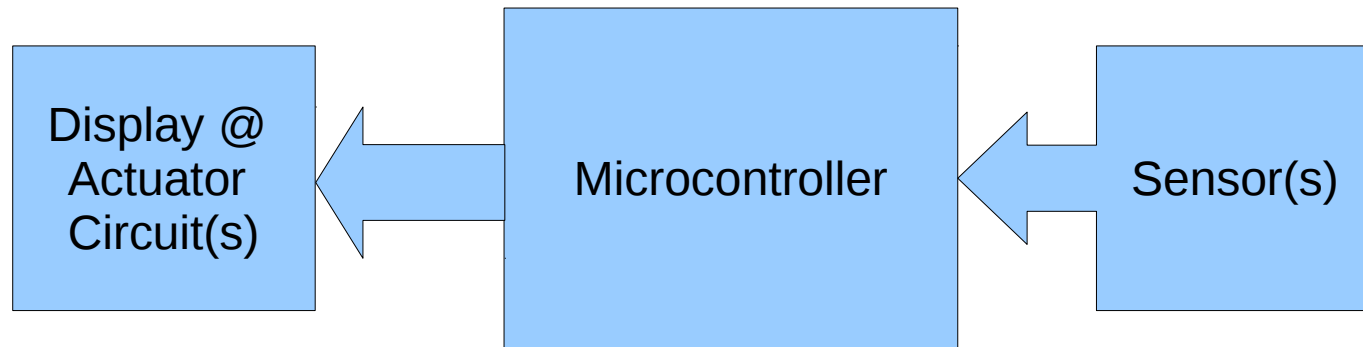 Display @
Actuator
Circuit(s)
Microcontroller
Sensor(s)